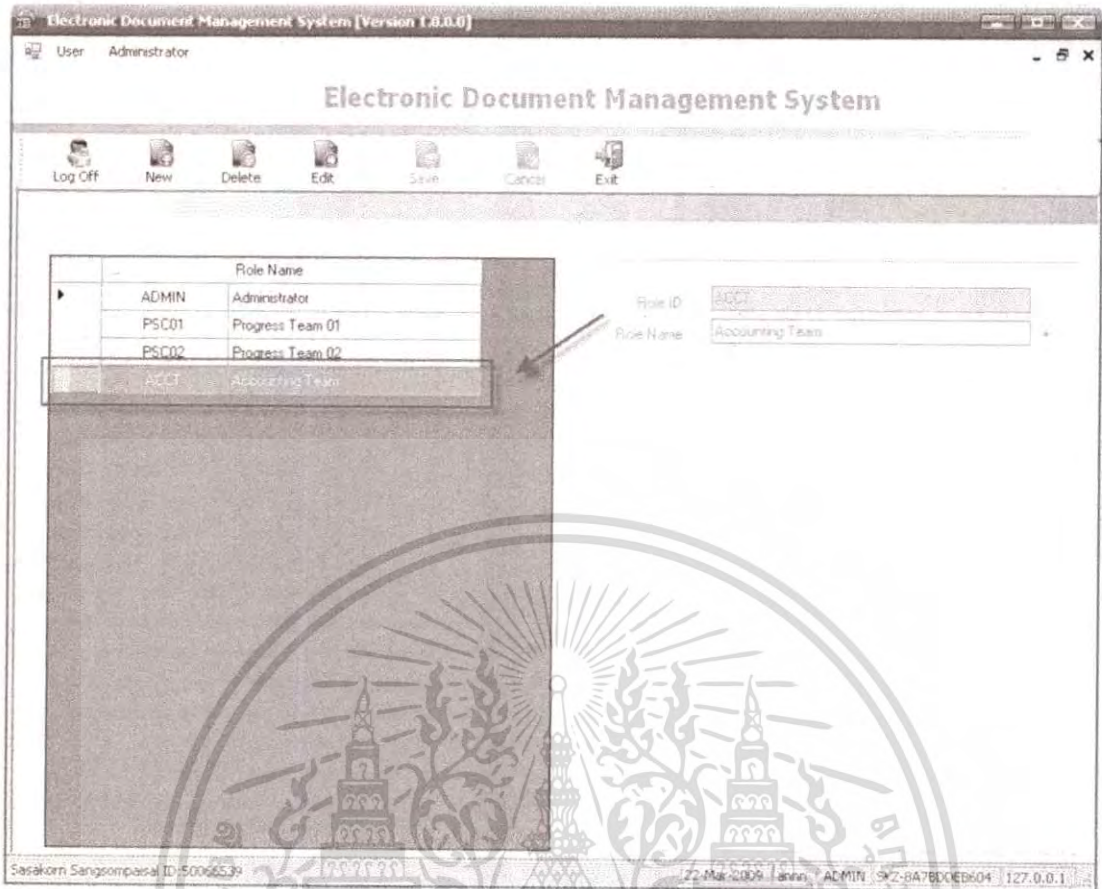 Electronic Document Management System [Version 1.0.0.0]
User Administrator
Electronic Document Management System
Log Off New Delete Edit Save Cancel Exit
Role Name
ADMIN Administrator
PSC01 Progress Team 01
PSC02 Progress Team 02
ACCT Accounting Team
Role ID ACCT
Role Name Accounting Team
Sasakorn Sangsompaisal ID:50066539 22-Mar-2009 ADMIN 127.0.0.1